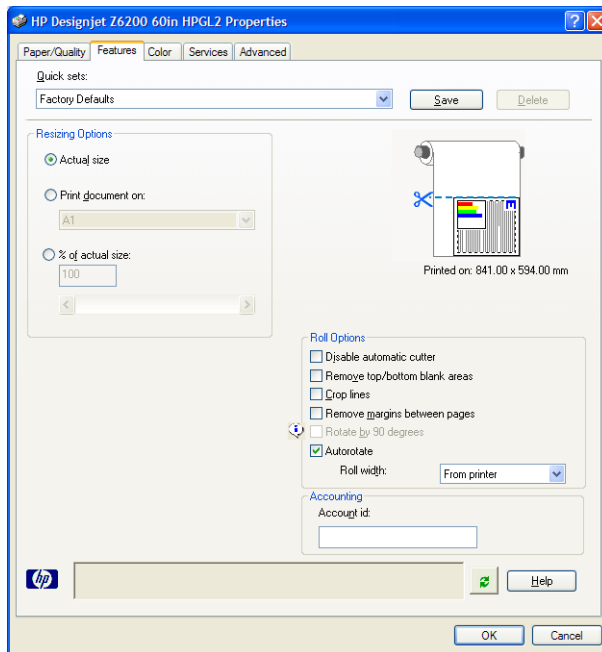 HP Designjet Z6200 60in HPGL2 Properties
Paper/Quality Features Color Services Advanced
Quick sets:
Factory Defaults Save Delete
Resizing Options
Actual size
Print document on:
A1
% of actual size:
100
Printed on: 841.00 x 594.00 mm
Roll Options
Disable automatic cutter
Remove top/bottom blank areas
Crop lines
Remove margins between pages
Rotate by 90 degrees
Autorotate
Roll width: From printer
Accounting
Account id:
hp Help
OK Cancel